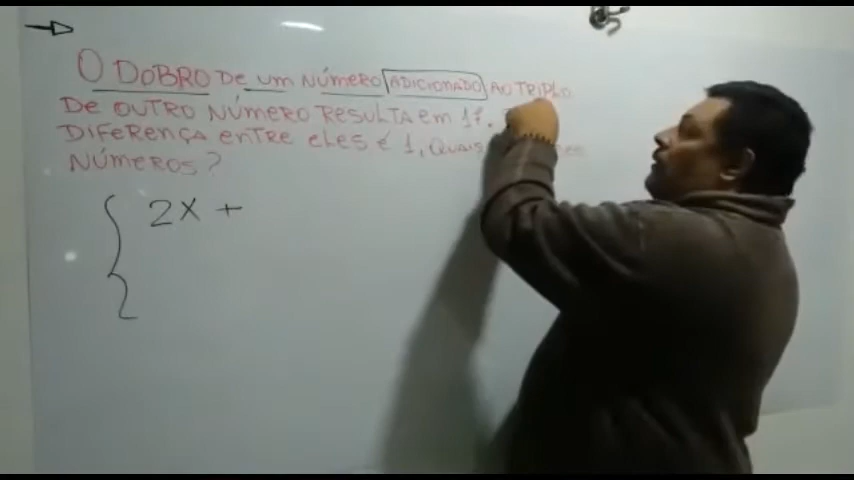 O DOBRO DE UM NÚMERO ADICIONADO AO TRIPLO
DE OUTRO NÚMERO RESULTA EM
DIFERENÇA ENTRE ELES É 1, QUAIS
NÚMEROS?
2X +